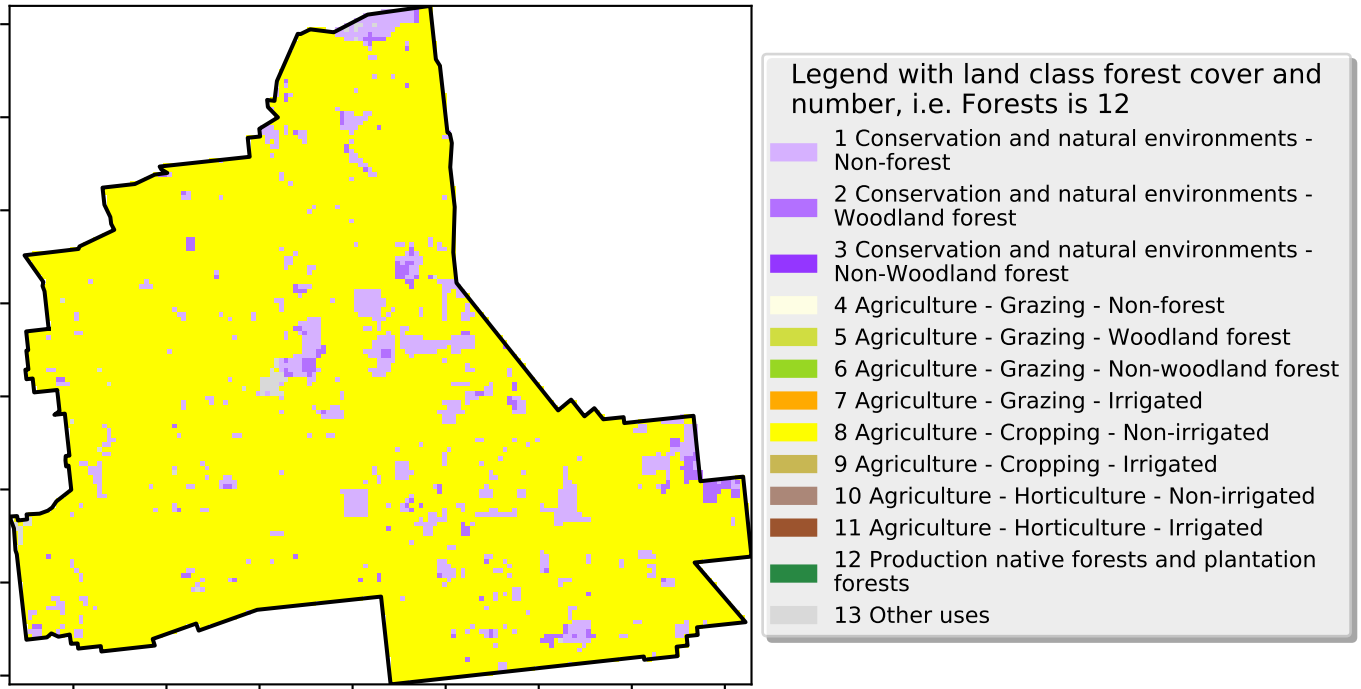 Legend with land class forest cover and
number, i.e. Forests is 12
1 Conservation and natural environments -
Non-forest
2 Conservation and natural environments -
Woodland forest
3 Conservation and natural environments -
Non-Woodland forest
4 Agriculture - Grazing - Non-forest
5 Agriculture - Grazing - Woodland forest
6 Agriculture - Grazing - Non-woodland forest
7 Agriculture - Grazing - Irrigated
8 Agriculture - Cropping - Non-irrigated
9 Agriculture - Cropping - Irrigated
10 Agriculture - Horticulture - Non-irrigated
11 Agriculture - Horticulture - Irrigated
12 Production native forests and plantation
forests
13 Other uses